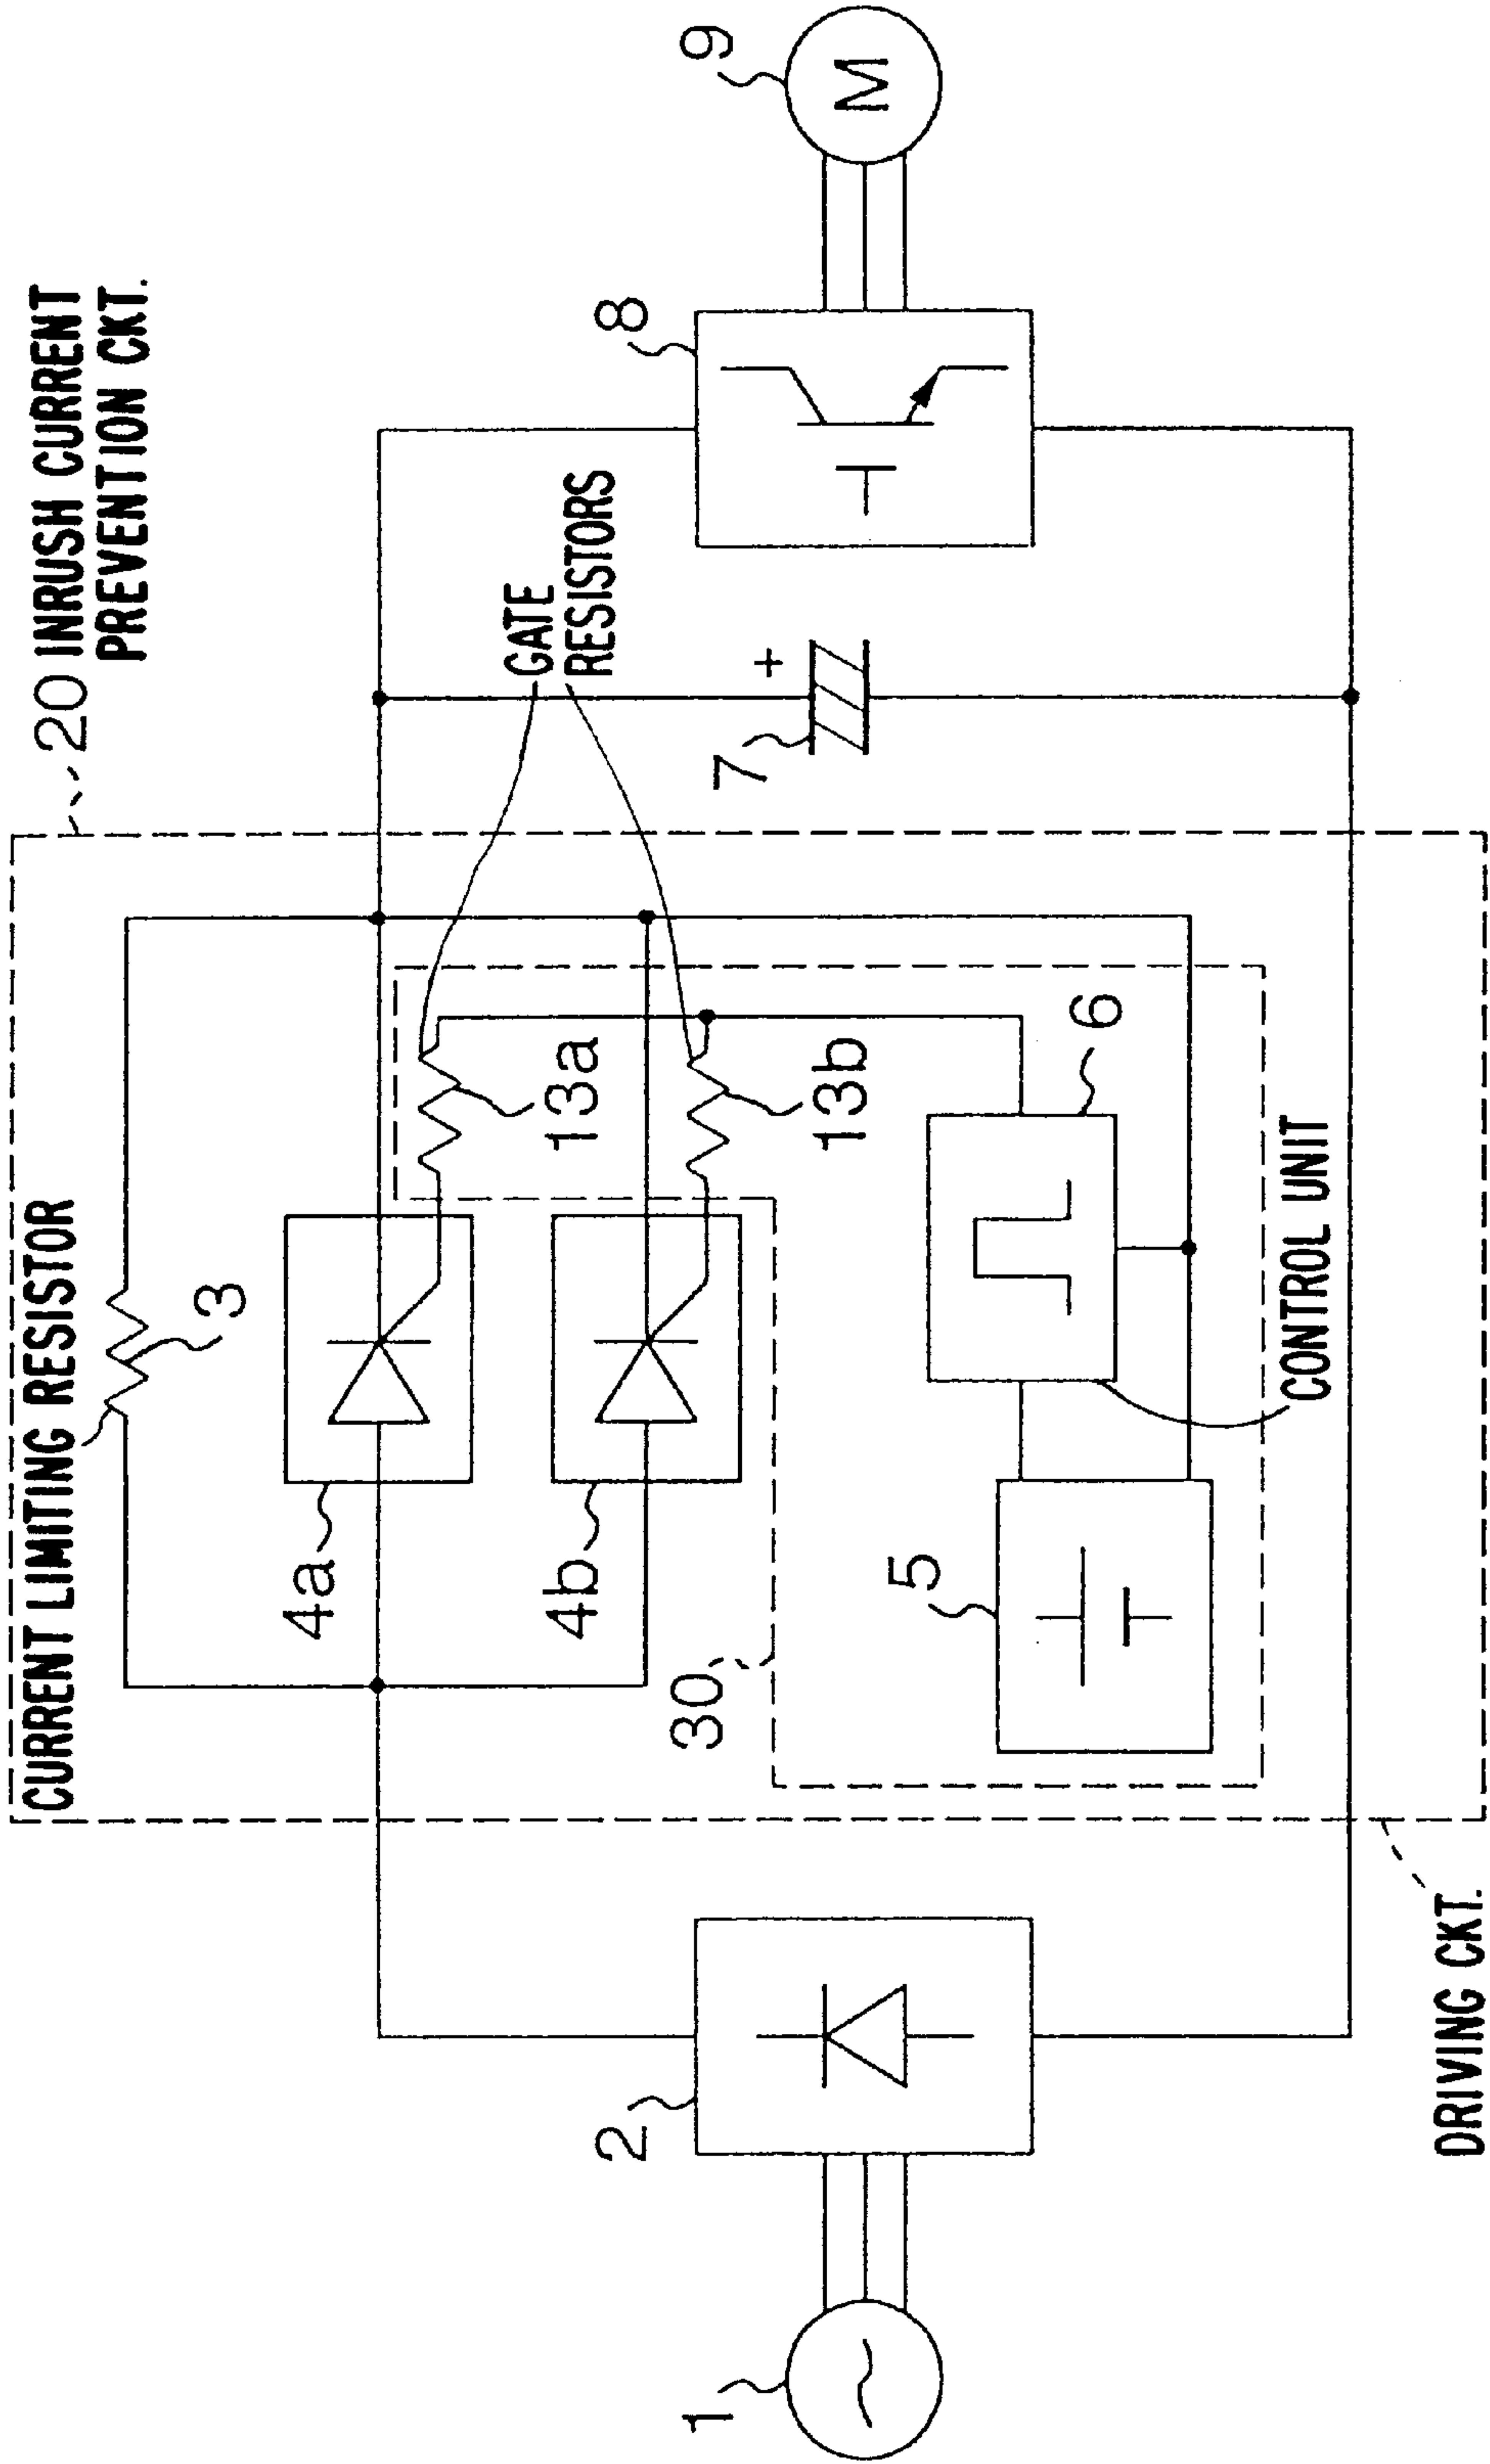 20 INRUSH CURRENT
PREVENTION CKT.
CURRENT LIMITING RESISTOR
3
GATE
RESISTORS
4a
13a
4b
13b
30
5
6
CONTROL UNIT
1
2
7
+
8
9
M
DRIVING CKT.